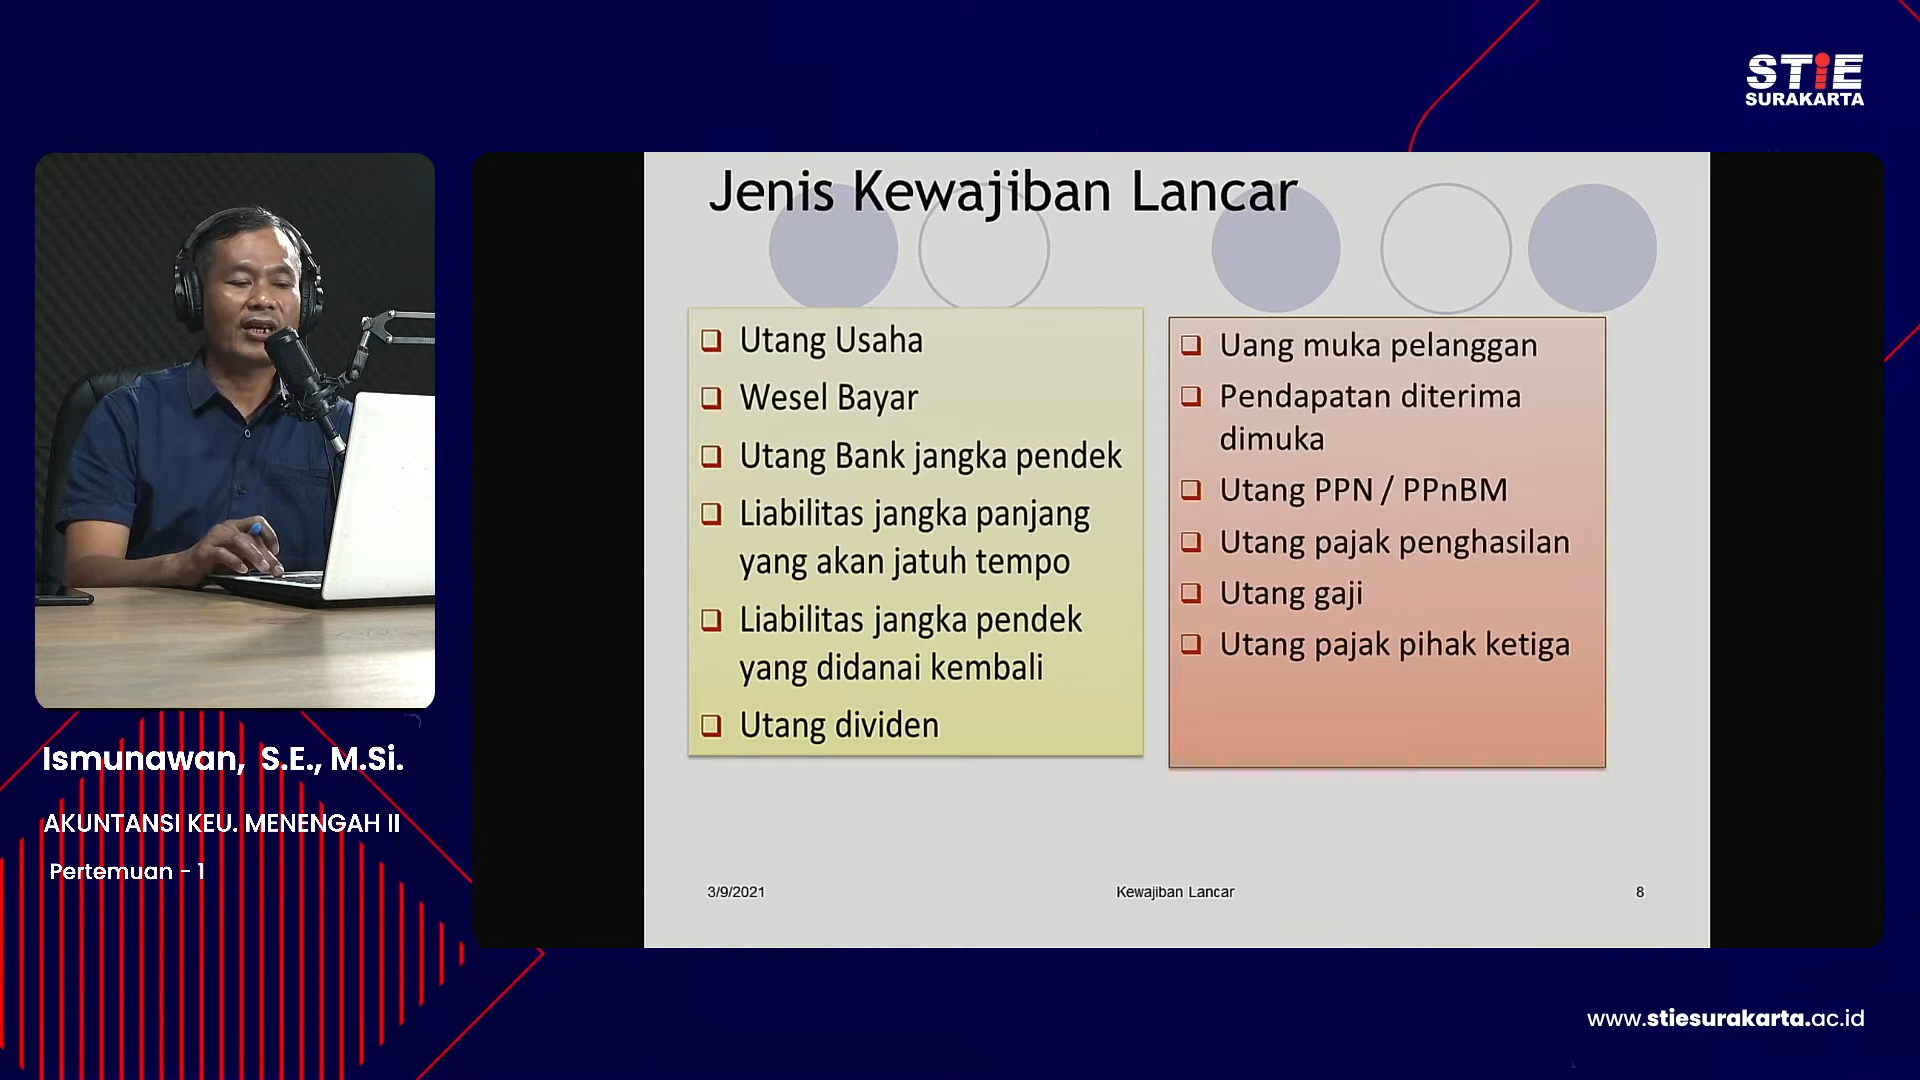 STiE
SURAKARTA
Jenis Kewajiban Lancar
Utang Usaha
Wesel Bayar
Utang Bank jangka pendek
Liabilitas jangka panjang
yang akan jatuh tempo
Liabilitas jangka pendek
yang didanai kembali
Utang dividen
Uang muka pelanggan
Pendapatan diterima
dimuka
Utang PPN / PPnBM
Utang pajak penghasilan
Utang gaji
Utang pajak pihak ketiga
3/9/2021
Kewajiban Lancar
8
Ismunawan, S.E., M.Si.
AKUNTANSI KEU. MENENGAH II
Pertemuan - 1
www.stiesurakarta.ac.id